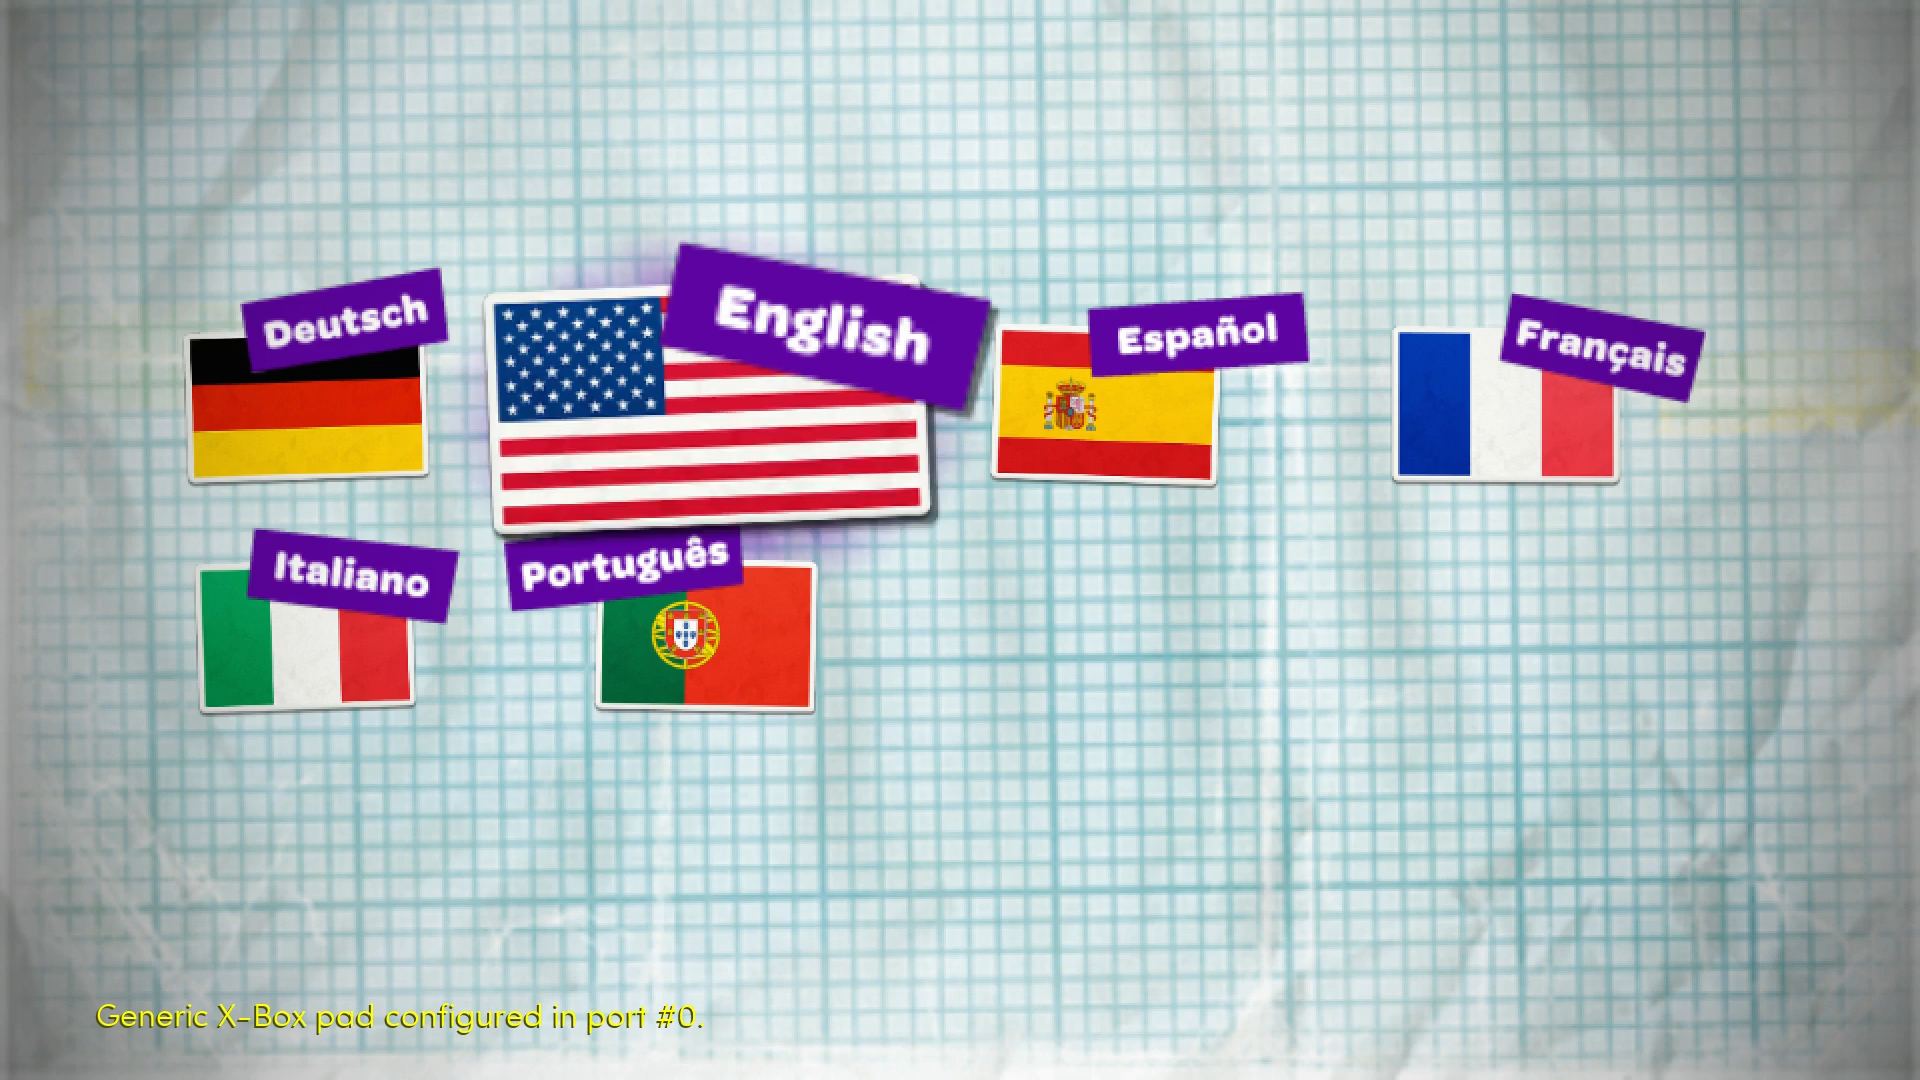 Deutsch
English
Español
Français
Italiano
Português
Generic X-Box pad configured in port #0.